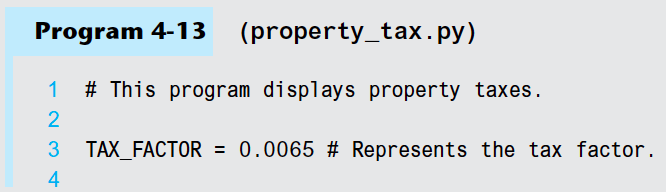 Program 4-13 (property_tax.py)
1 # This program displays property taxes.
2
3 TAX_FACTOR = 0.0065 # Represents the tax factor.
4